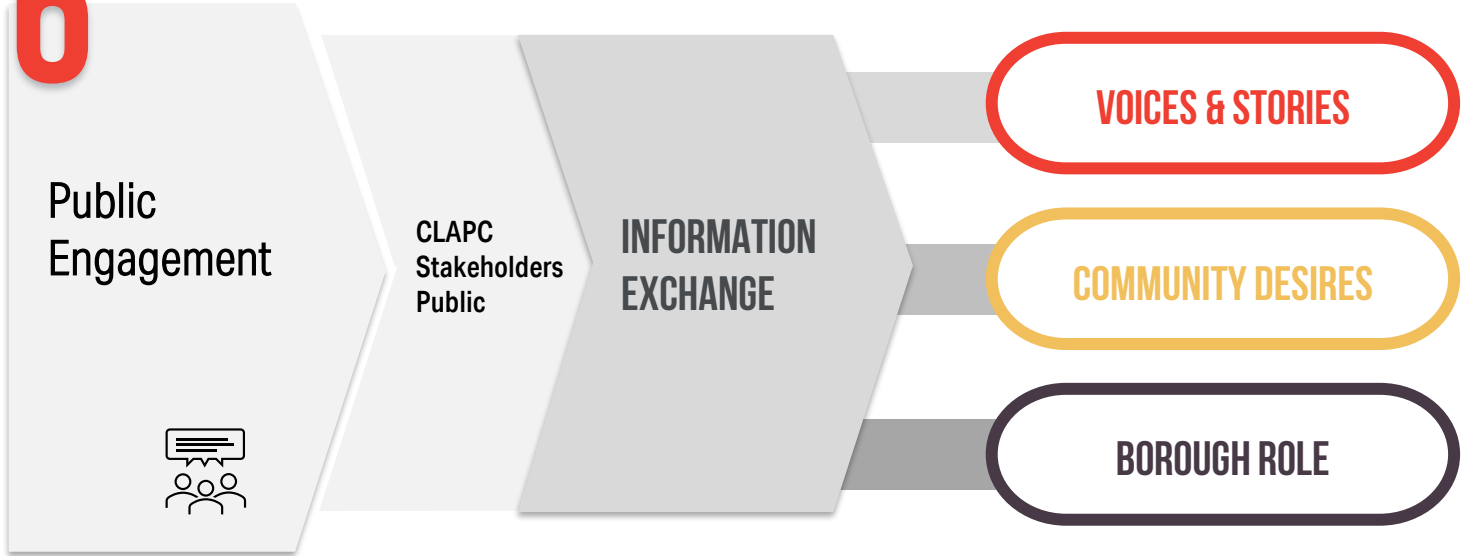 Public
Engagement
CLAPC
Stakeholders
Public
INFORMATION
EXCHANGE
VOICES & STORIES
COMMUNITY DESIRES
BOROUGH ROLE